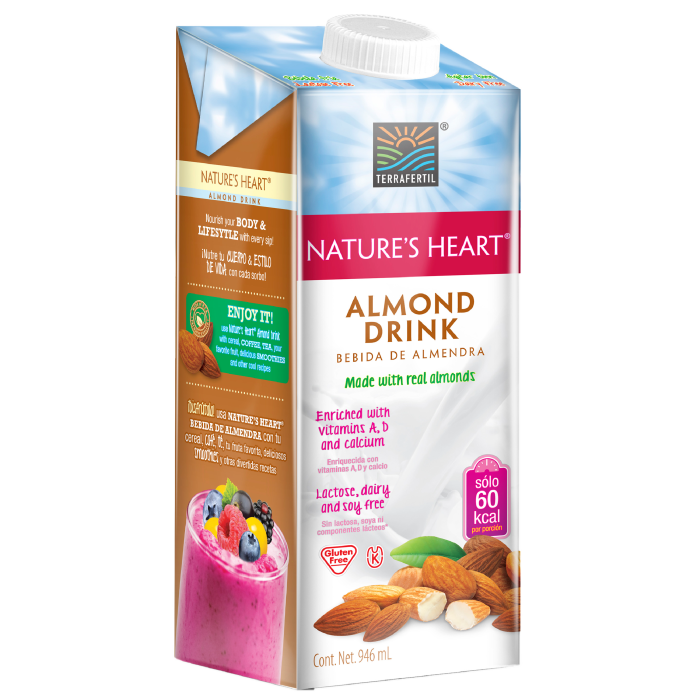 TERRAFERTIL
®
NATURE'S HEART®
ALMOND
DRINK
BEBIDA DE ALMENDRA
Made with real almonds
Enriched with
vitamins A,D
and calcium
Enriquecida con
vitaminas A,D y calcio
Lactose, dairy
and soy free
Sin lactosa, soya ni
componentes lácteos*
Gluten
Free
K
sólo
60
kcal
por porción
Cont. Net. 946 mL
NATURE'S HEART®
ALMOND DRINK
Nourish your BODY &
LIFESYTLE with every sip!
¡Nutre tu CUERPO & ESTILO
DE VIDA con cada sorbo!
ENJOY IT!
use Nature's Heart® Almond Drink
with cereal, COFFEE, TEA, your
favorite fruit, delicious SMOOTHIES
and other cool recipes
¡DISFRÚTALA! usa NATURE'S HEART®
BEBIDA DE ALMENDRA con tu
cereal, café, té, tu fruta favorita, deliciosos
smoothies y otras divertidas recetas